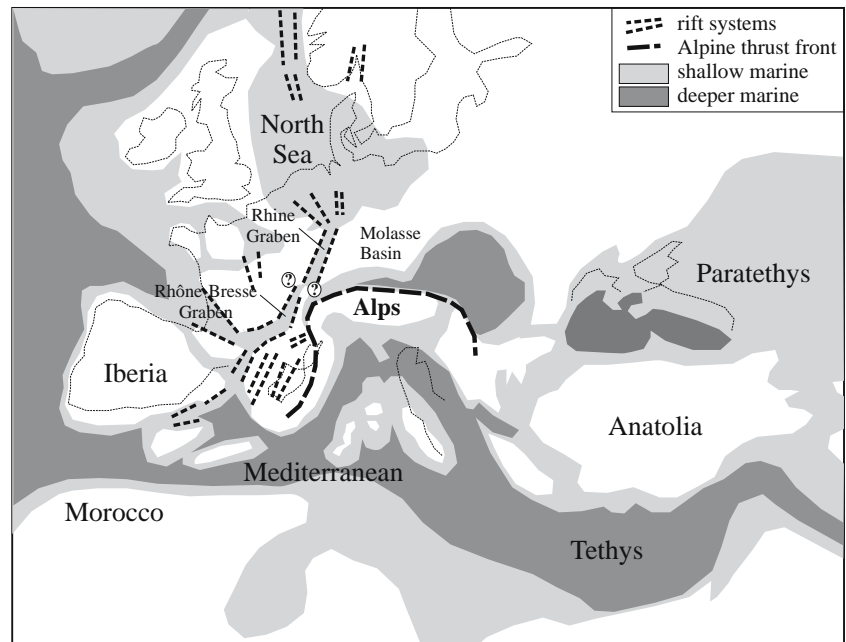 rift systems
Alpine thrust front
shallow marine
deeper marine
North
Sea
Rhine
Graben
Molasse
Basin
?
?
Rhône-Bresse
Graben
Alps
Paratethys
Iberia
Anatolia
Mediterranean
Morocco
Tethys